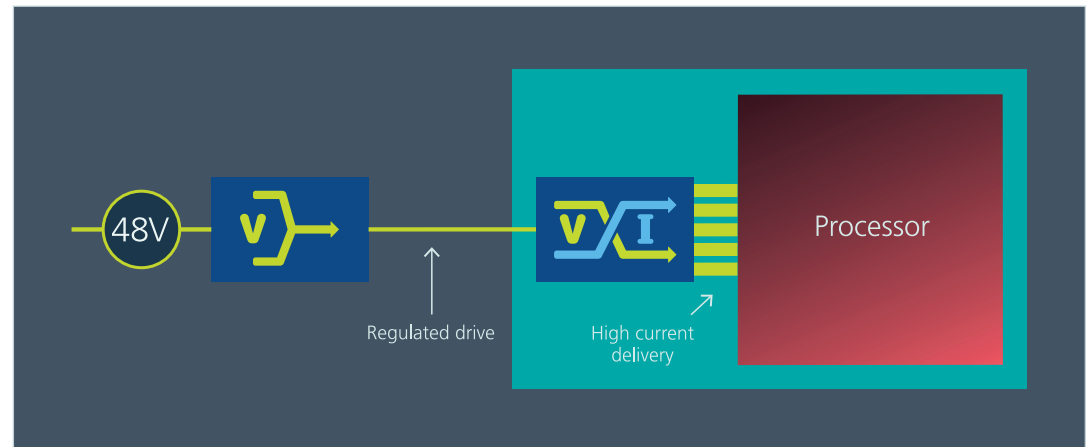 48V
V
Regulated drive
V I
High current
delivery
Processor